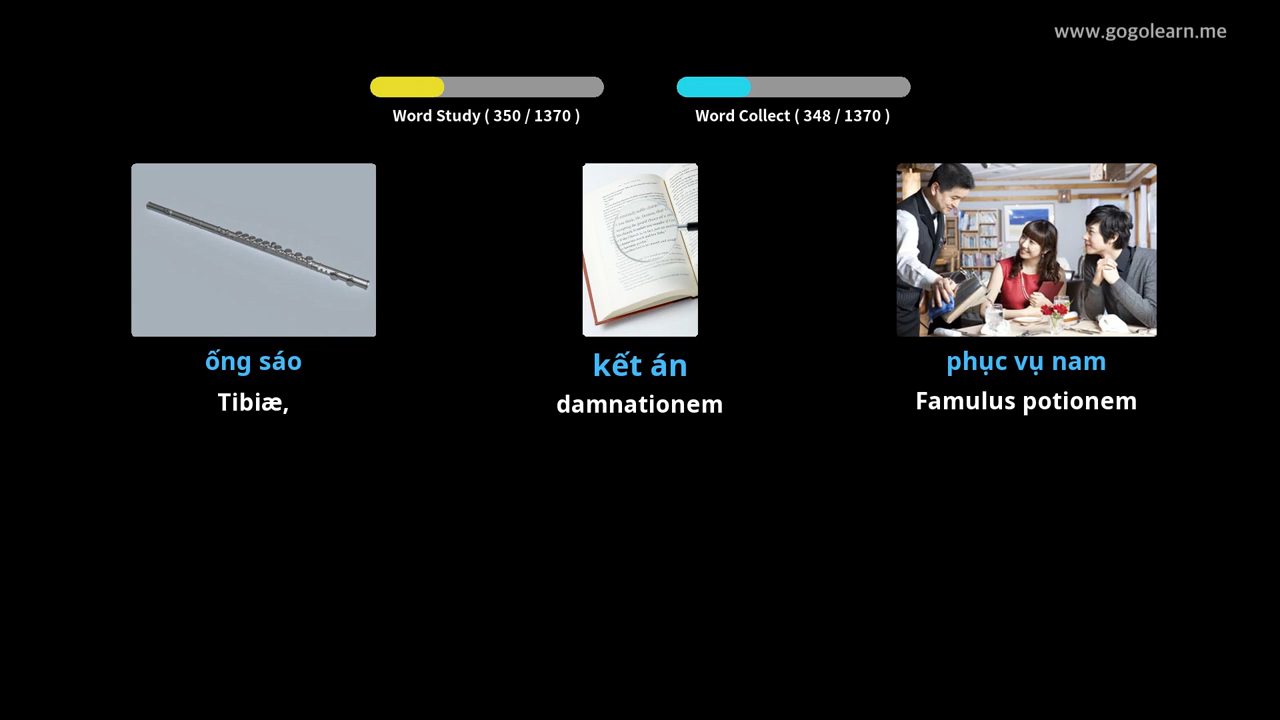 www.gogolearn.me
Word Study ( 350 / 1370 )
Word Collect ( 348 / 1370 )
ống sáo
kết án
phục vụ nam
Tibiæ,
damnationem
Famulus potionem